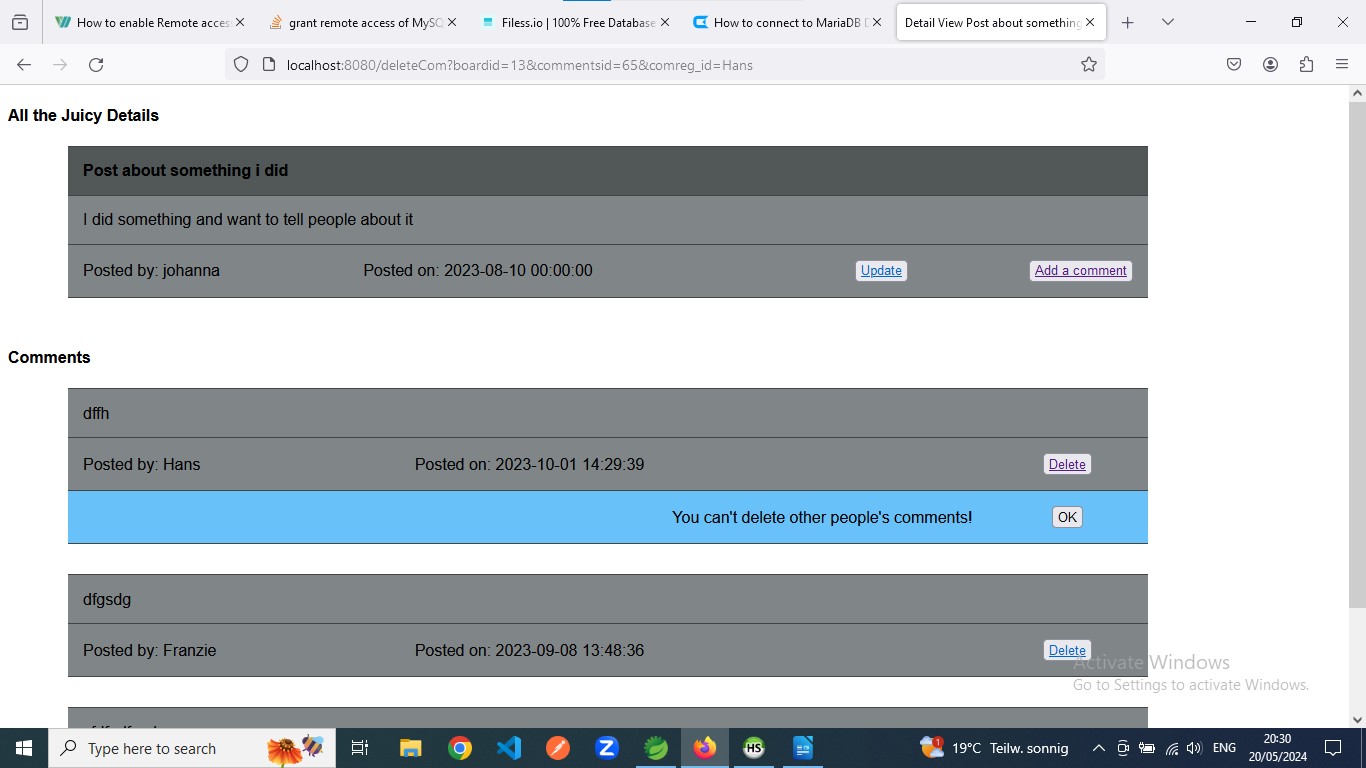 How to enable Remote acces
grant remote access of MySQ
Filess.io | 100% Free Database
How to connect to MariaDB D
Detail View Post about something
localhost:8080/deleteCom?boardid=13&commentsid=65&comreg_id=Hans
All the Juicy Details
Post about something i did
I did something and want to tell people about it
Posted by: johanna Posted on: 2023-08-10 00:00:00 Update Add a comment
Comments
dffh
Posted by: Hans Posted on: 2023-10-01 14:29:39 Delete
You can't delete other people's comments! OK
dfgsdg
Posted by: Franzie Posted on: 2023-09-08 13:48:36 Delete
Activate Windows
Go to Settings to activate Windows.
Type here to search
HS
1
19°C Teilw. sonnig
ENG
20:30
20/05/2024